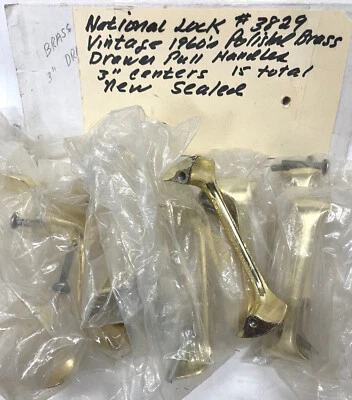 National Lock #3829
Vintage 1960's Polished Brass
Drawer Pull Handles
3" centers 15 total
New Sealed
BRASS
3" DR